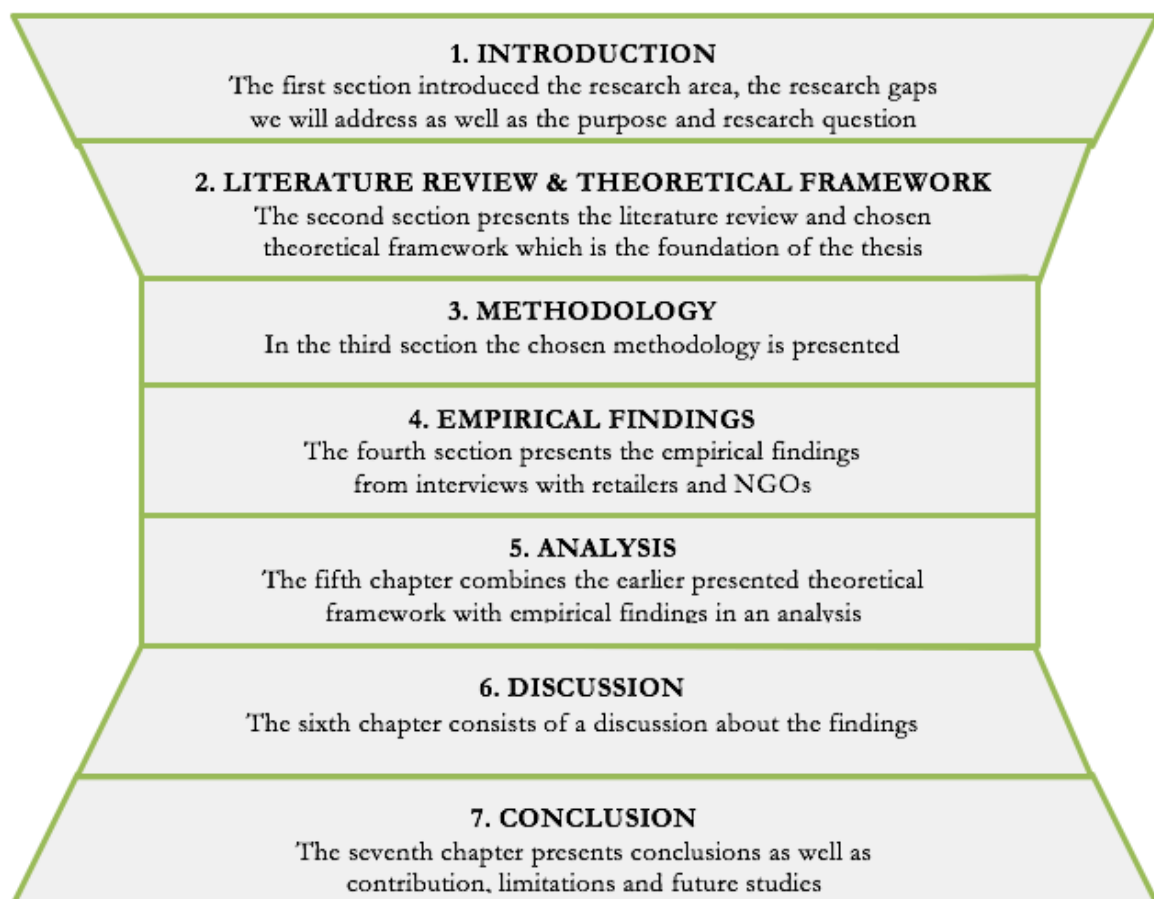 1. INTRODUCTION
The first section introduced the research area, the research gaps
we will address as well as the purpose and research question
2. LITERATURE REVIEW & THEORETICAL FRAMEWORK
The second section presents the literature review and chosen
theoretical framework which is the foundation of the thesis
3. METHODOLOGY
In the third section the chosen methodology is presented
4. EMPIRICAL FINDINGS
The fourth section presents the empirical findings
from interviews with retailers and NGOs
5. ANALYSIS
The fifth chapter combines the earlier presented theoretical
framework with empirical findings in an analysis
6. DISCUSSION
The sixth chapter consists of a discussion about the findings
7. CONCLUSION
The seventh chapter presents conclusions as well as
contribution, limitations and future studies